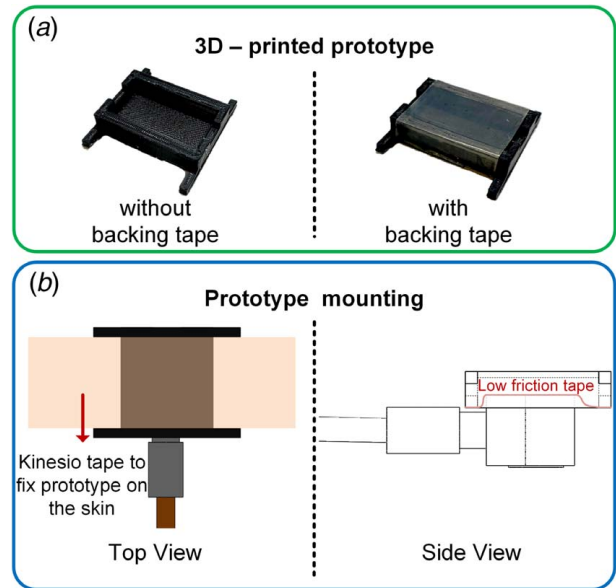 (a)
3D – printed prototype
without
backing tape
with
backing tape
(b)
Prototype mounting
Kinesio tape to
fix prototype on
the skin
Top View
Low friction tape
Side View